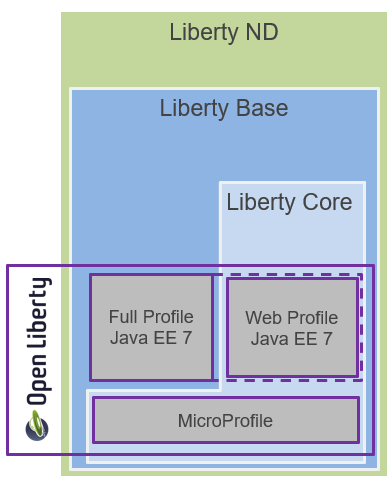 Liberty ND
Liberty Base
Liberty Core
Open Liberty
Full Profile
Java EE 7
Web Profile
Java EE 7
MicroProfile